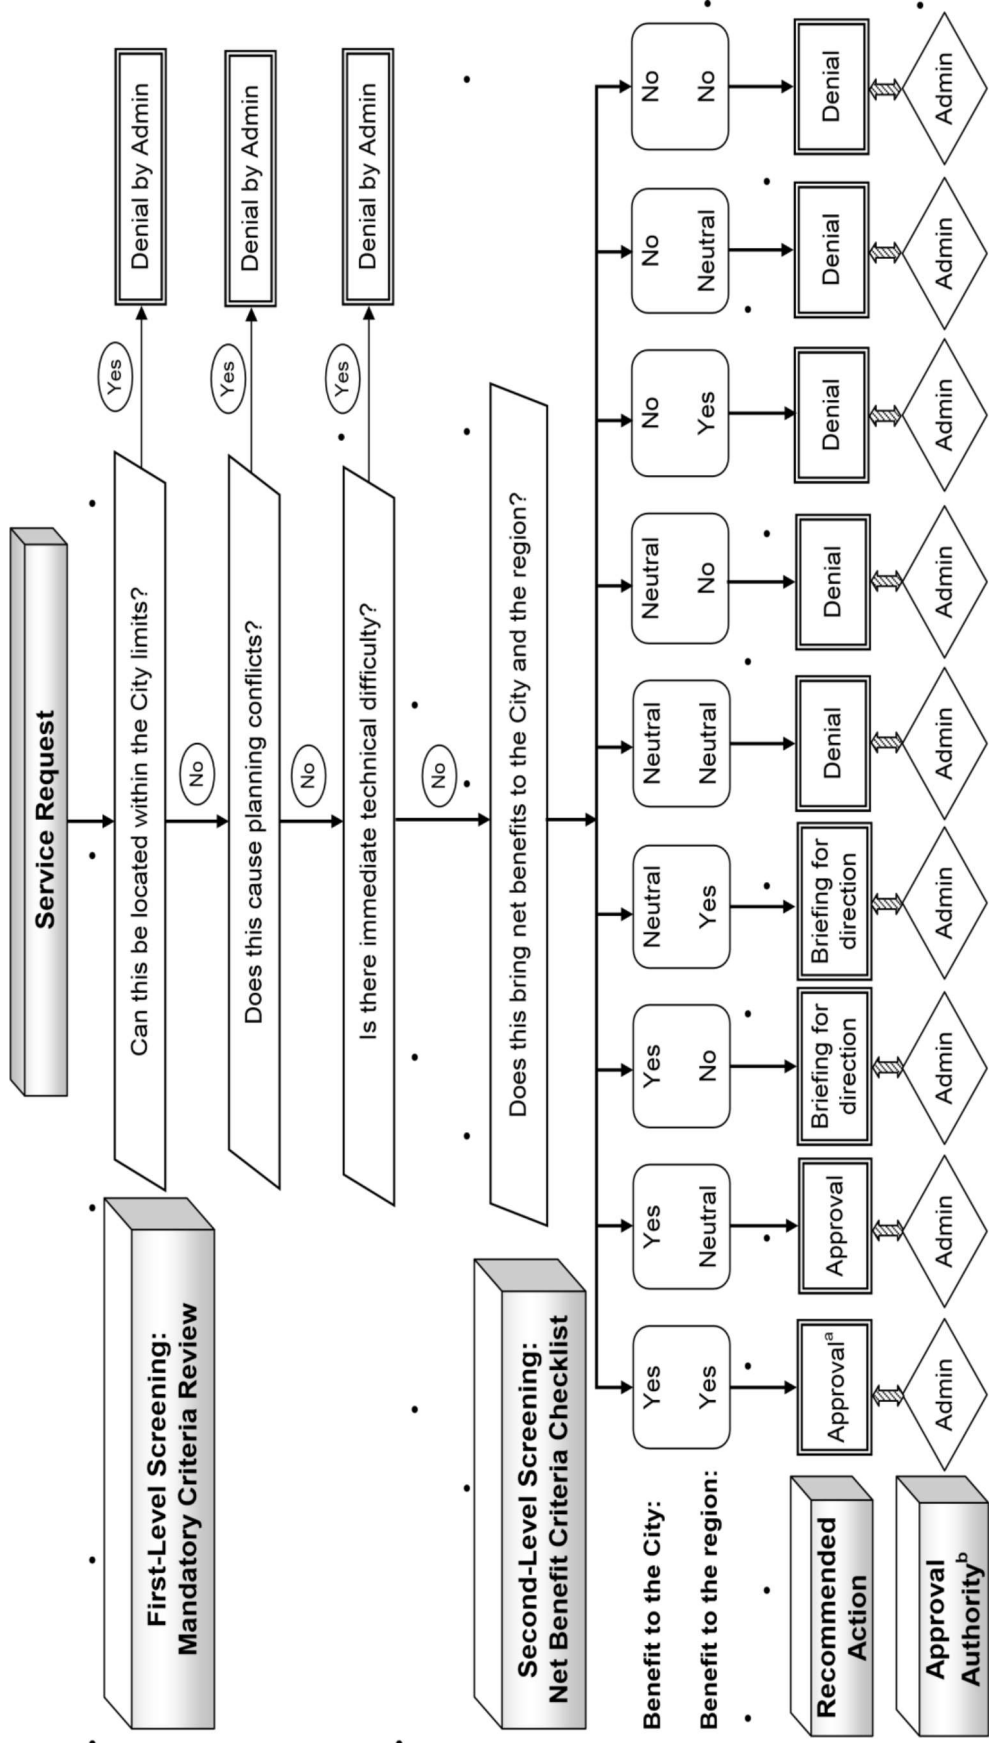 Service Request
First-Level Screening:
Mandatory Criteria Review
Can this be located within the City limits?
Yes
Denial by Admin
No
Does this cause planning conflicts?
Yes
Denial by Admin
No
Is there immediate technical difficulty?
Yes
Denial by Admin
No
Second-Level Screening:
Net Benefit Criteria Checklist
Does this bring net benefits to the City and the region?
Benefit to the City: Yes Yes Yes Neutral Neutral Neutral No No No
Benefit to the region: Yes Neutral No Yes Neutral No Yes Neutral No
Recommended
Action
Approvalᵃ
Approval
Briefing for
direction
Briefing for
direction
Denial
Denial
Denial
Denial
Denial
Approval
Authorityᵇ
Admin
Admin
Admin
Admin
Admin
Admin
Admin
Admin
Admin